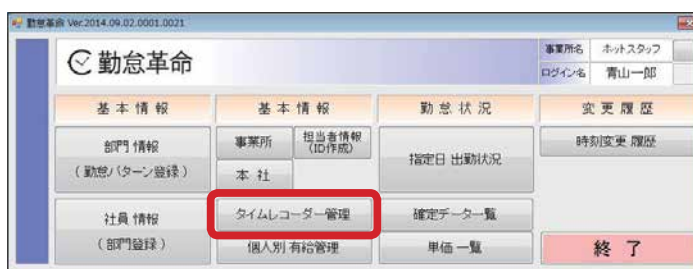 勤怠革命 Ver.2014.09.02.0001.0021
勤怠革命
事業所名 ホットスタッフ
ログイン名 青山一郎
基本情報 基本情報 勤怠状況 変更履歴
部門 情報
(勤怠パターン登録)
事業所 担当者情報
(ID作成)
本 社
指定日 出勤状況
時刻変更 履歴
社員 情報
(部門登録)
タイムレコーダー管理
確定データ一覧
個人別 有給管理
単価 一覧
終 了